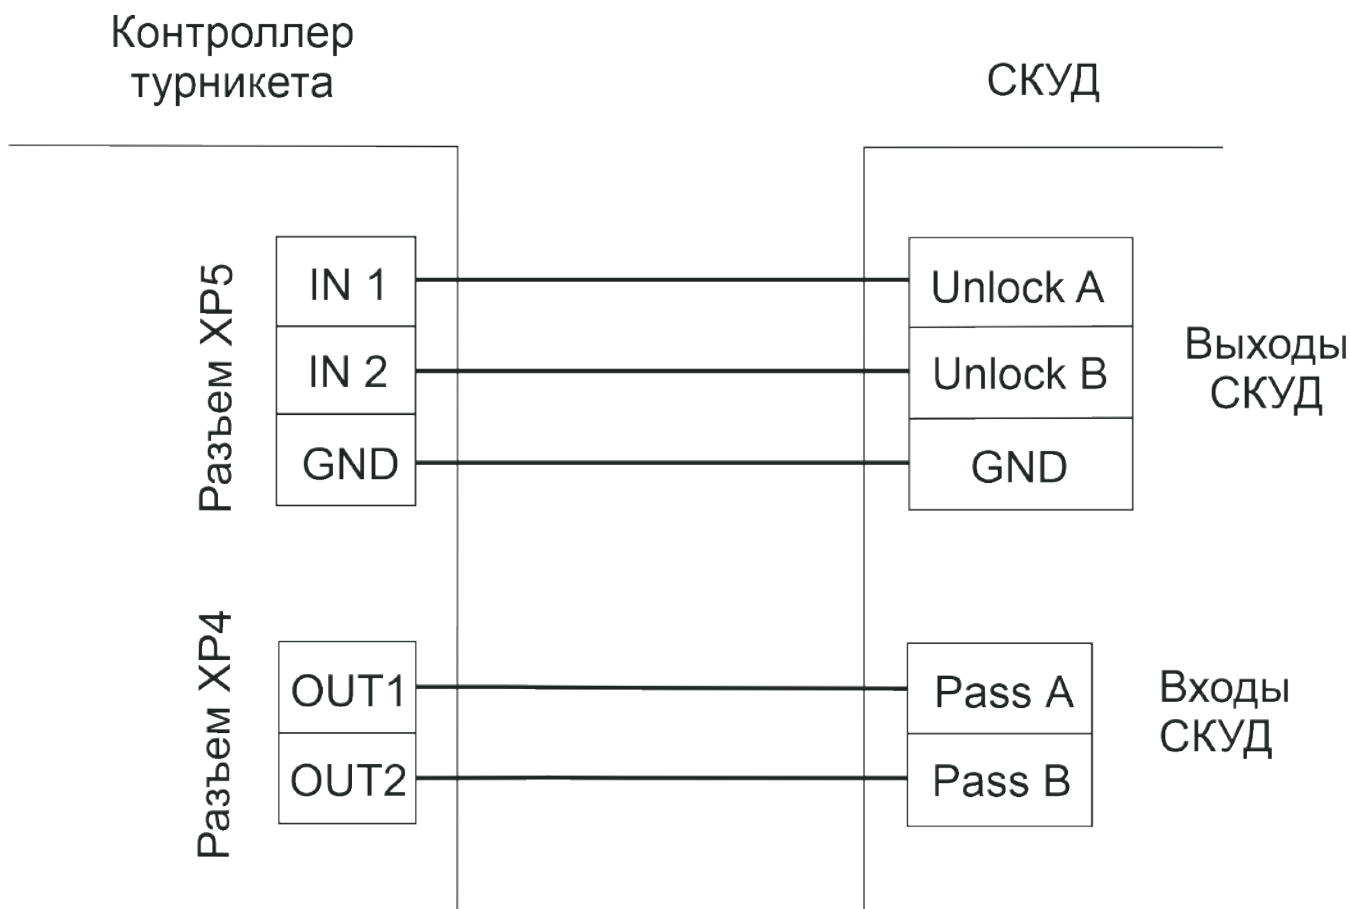 Контроллер
турникета
СКУД
Разъем XP5
IN 1
IN 2
GND
Unlock A
Unlock B
GND
Выходы
СКУД
Разъем XP4
OUT1
OUT2
Pass A
Pass B
Входы
СКУД